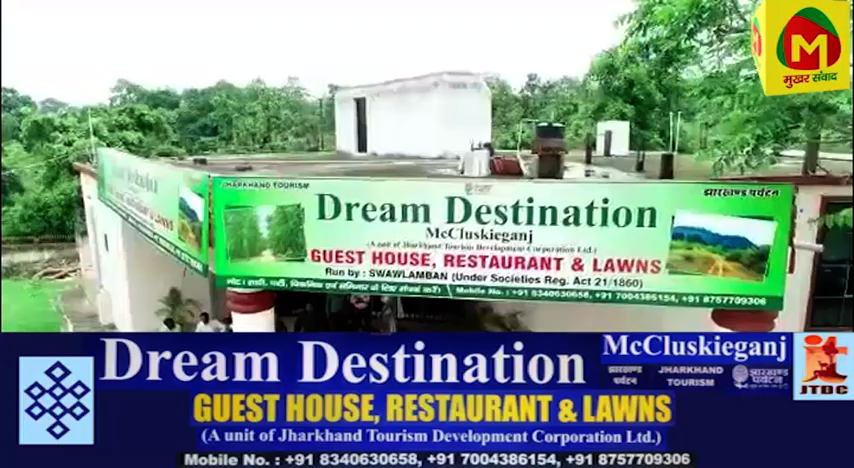 M
मुखर संवाद
JHARKHAND TOURISM
झारखण्ड पर्यटन
Dream Destination
McCluskieganj
(A unit of Jharkhand Tourism Development Corporation Ltd.)
GUEST HOUSE, RESTAURANT & LAWNS
Run by : SWAWLAMBAN (Under Societies Reg. Act 21/1860)
Mobile No. : +91 8340630658, +91 7004386154, +91 8757709306
Dream Destination
McCluskieganj
झारखण्ड पर्यटन
JHARKHAND TOURISM
झारखण्ड पर्यटन
JTDC
GUEST HOUSE, RESTAURANT & LAWNS
(A unit of Jharkhand Tourism Development Corporation Ltd.)
Mobile No. : +91 8340630658, +91 7004386154, +91 8757709306